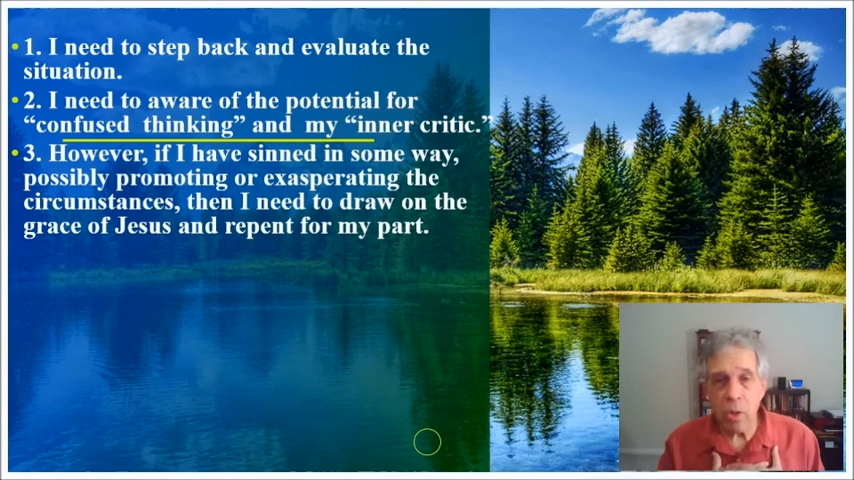 • 1. I need to step back and evaluate the
situation.
• 2. I need to aware of the potential for
“confused thinking” and my “inner critic.”
• 3. However, if I have sinned in some way,
possibly promoting or exasperating the
circumstances, then I need to draw on the
grace of Jesus and repent for my part.